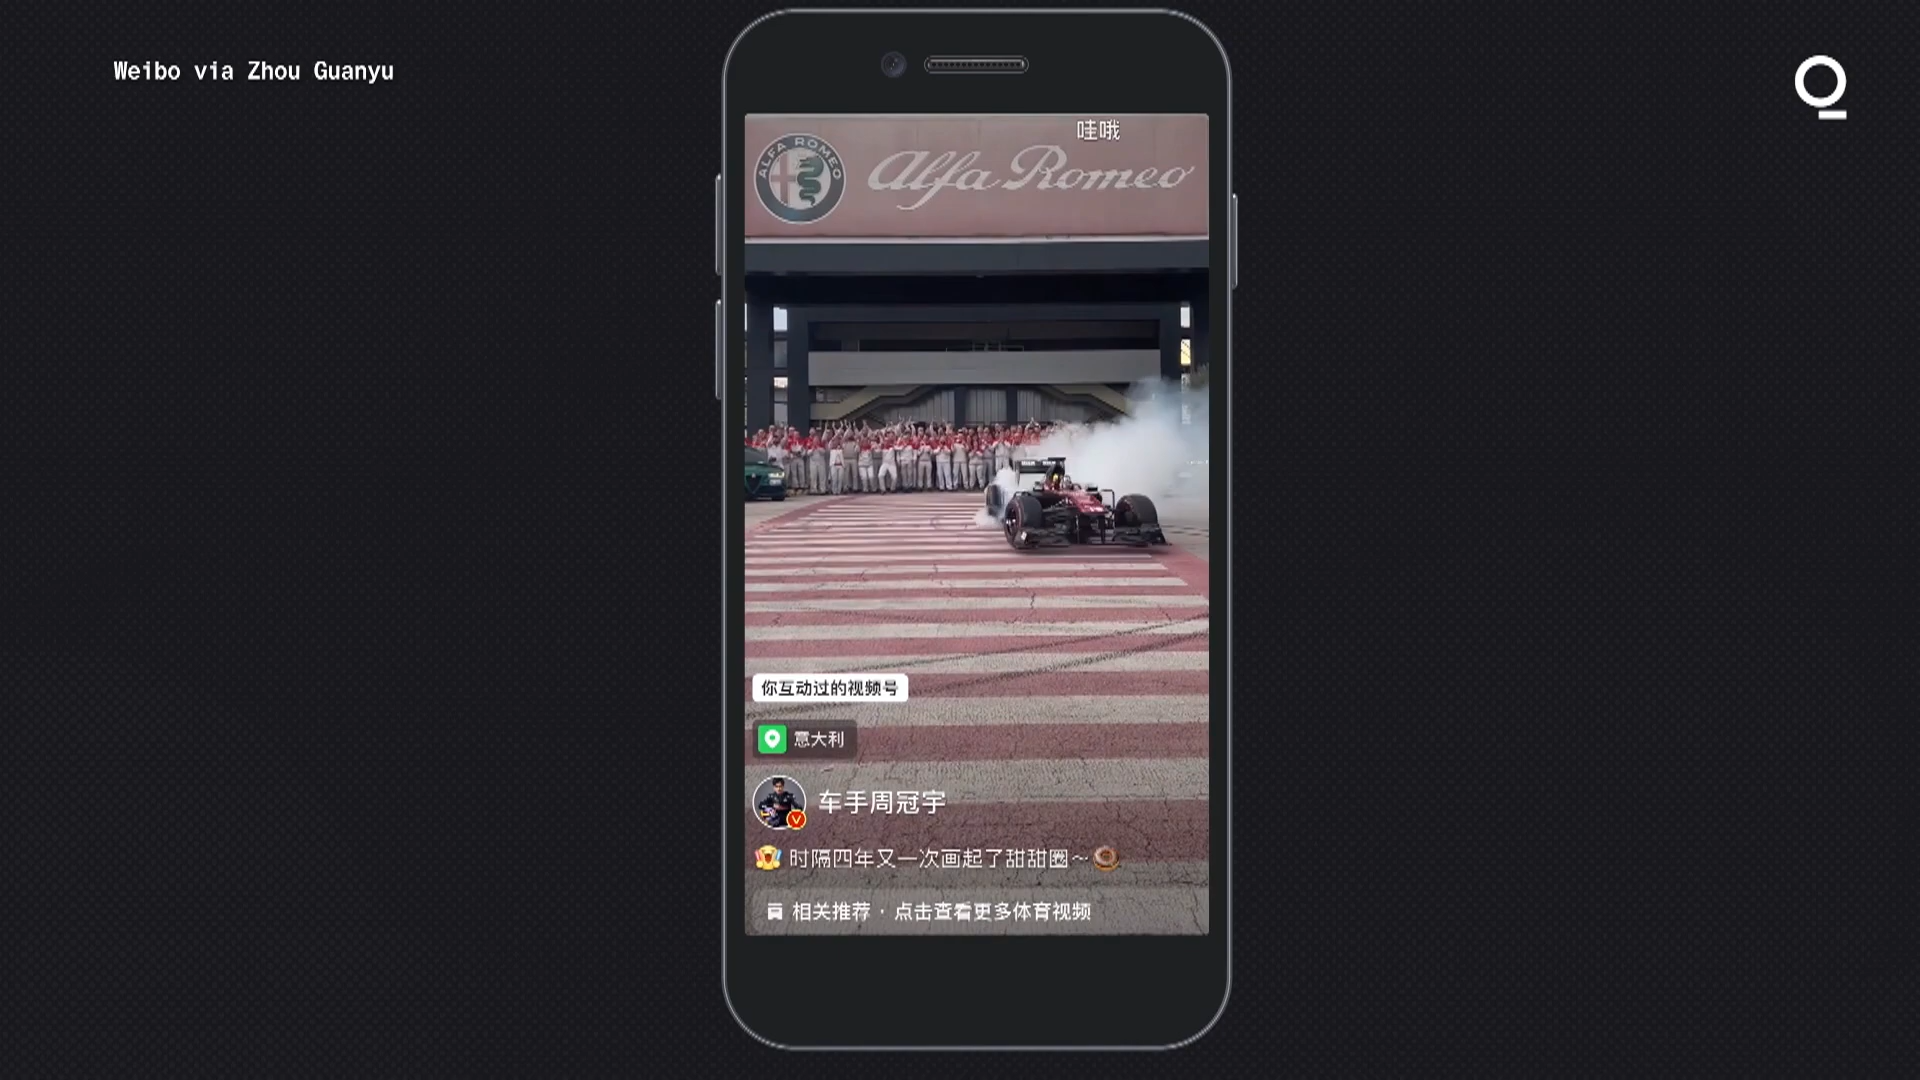 Weibo via Zhou Guanyu
哇哦
ALFA ROMEO
Alfa Romeo
你互动过的视频号
意大利
车手周冠宇
时隔四年又一次画起了甜甜圈～
相关推荐 · 点击查看更多体育视频